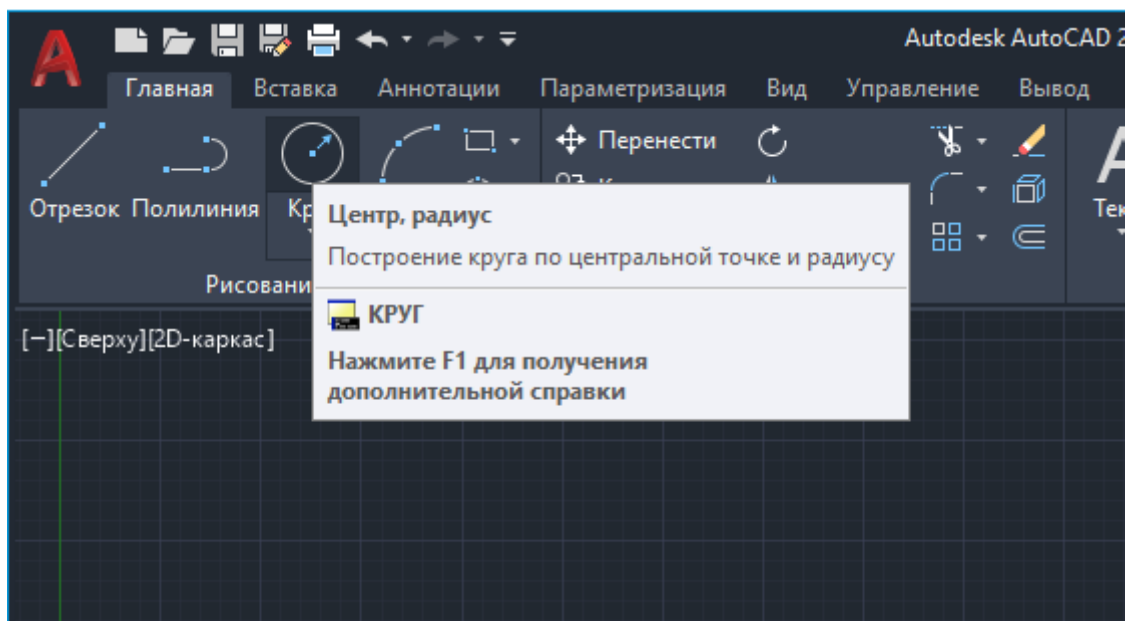 Autodesk AutoCAD 2
Главная Вставка Аннотации Параметризация Вид Управление Вывод
Перенести
Отрезок Полилиния
Центр, радиус
Построение круга по центральной точке и радиусу
КРУГ
Нажмите F1 для получения
дополнительной справки
[−][Сверху][2D-каркас]